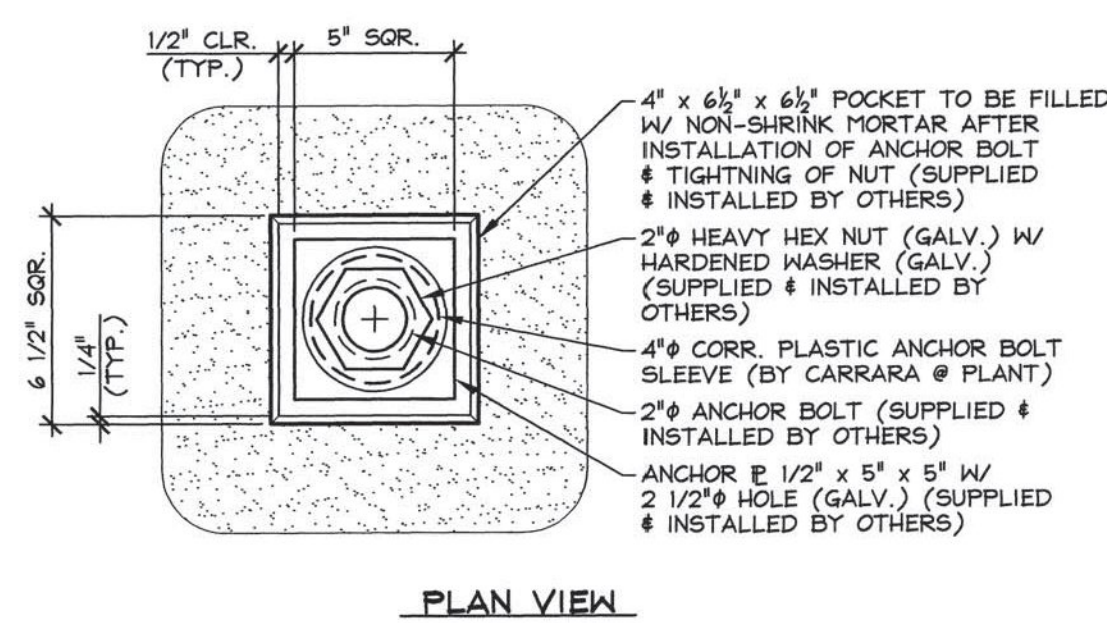 1/2" CLR.
(TYP.)
5" SQR.
6 1/2" SQR.
1/4"
(TYP.)
4" x 6½" x 6½" POCKET TO BE FILLED
W/ NON-SHRINK MORTAR AFTER
INSTALLATION OF ANCHOR BOLT
& TIGHTNING OF NUT (SUPPLIED
& INSTALLED BY OTHERS)
2"φ HEAVY HEX NUT (GALV.) W/
HARDENED WASHER (GALV.)
(SUPPLIED & INSTALLED BY
OTHERS)
4"φ CORR. PLASTIC ANCHOR BOLT
SLEEVE (BY CARRARA @ PLANT)
2"φ ANCHOR BOLT (SUPPLIED &
INSTALLED BY OTHERS)
ANCHOR PL 1/2" x 5" x 5" W/
2 1/2"φ HOLE (GALV.) (SUPPLIED
& INSTALLED BY OTHERS)
PLAN VIEW